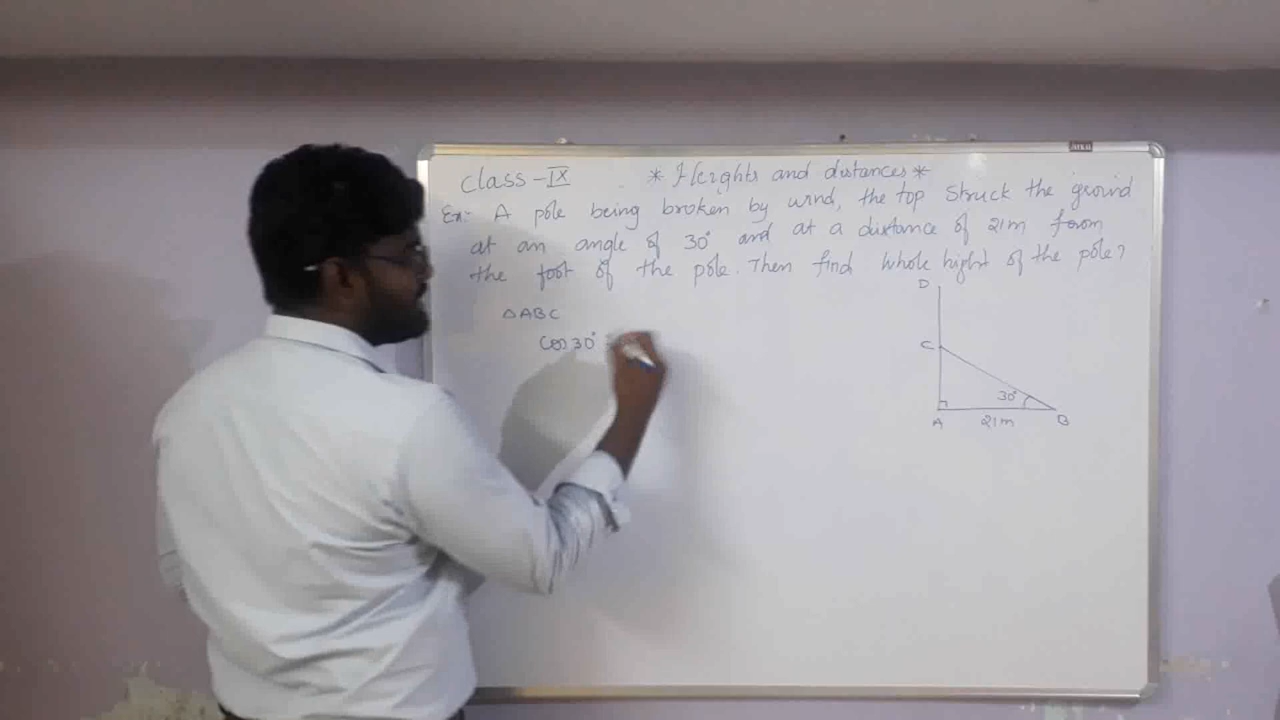 Class - IX * Heights and distances *
Ex:- A pole being broken by wind, the top struck the ground
at an angle of 30° and at a distance of 21m from
the foot of the pole. Then find whole hight of the pole?
D
△ABC
Cos 30°
C
30°
A 21m B